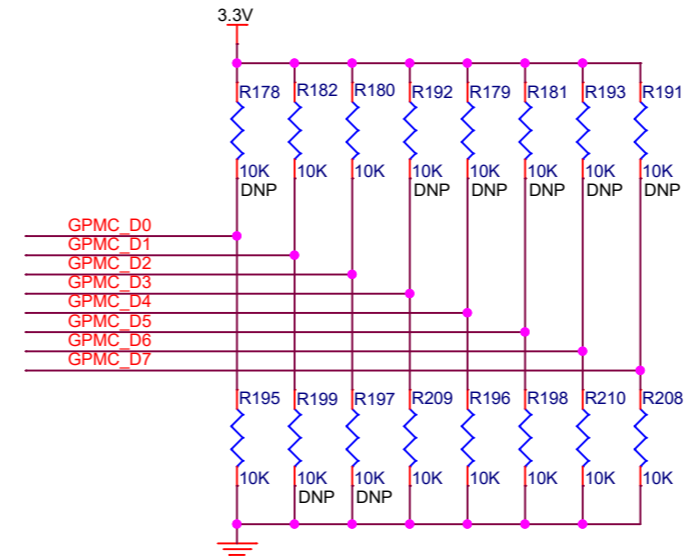 3.3V
R178 R182 R180 R192 R179 R181 R193 R191
10K 10K 10K 10K 10K 10K 10K 10K
DNP DNP DNP DNP DNP DNP
GPMC_D0
GPMC_D1
GPMC_D2
GPMC_D3
GPMC_D4
GPMC_D5
GPMC_D6
GPMC_D7
R195 R199 R197 R209 R196 R198 R210 R208
10K 10K 10K 10K 10K 10K 10K 10K
DNP DNP